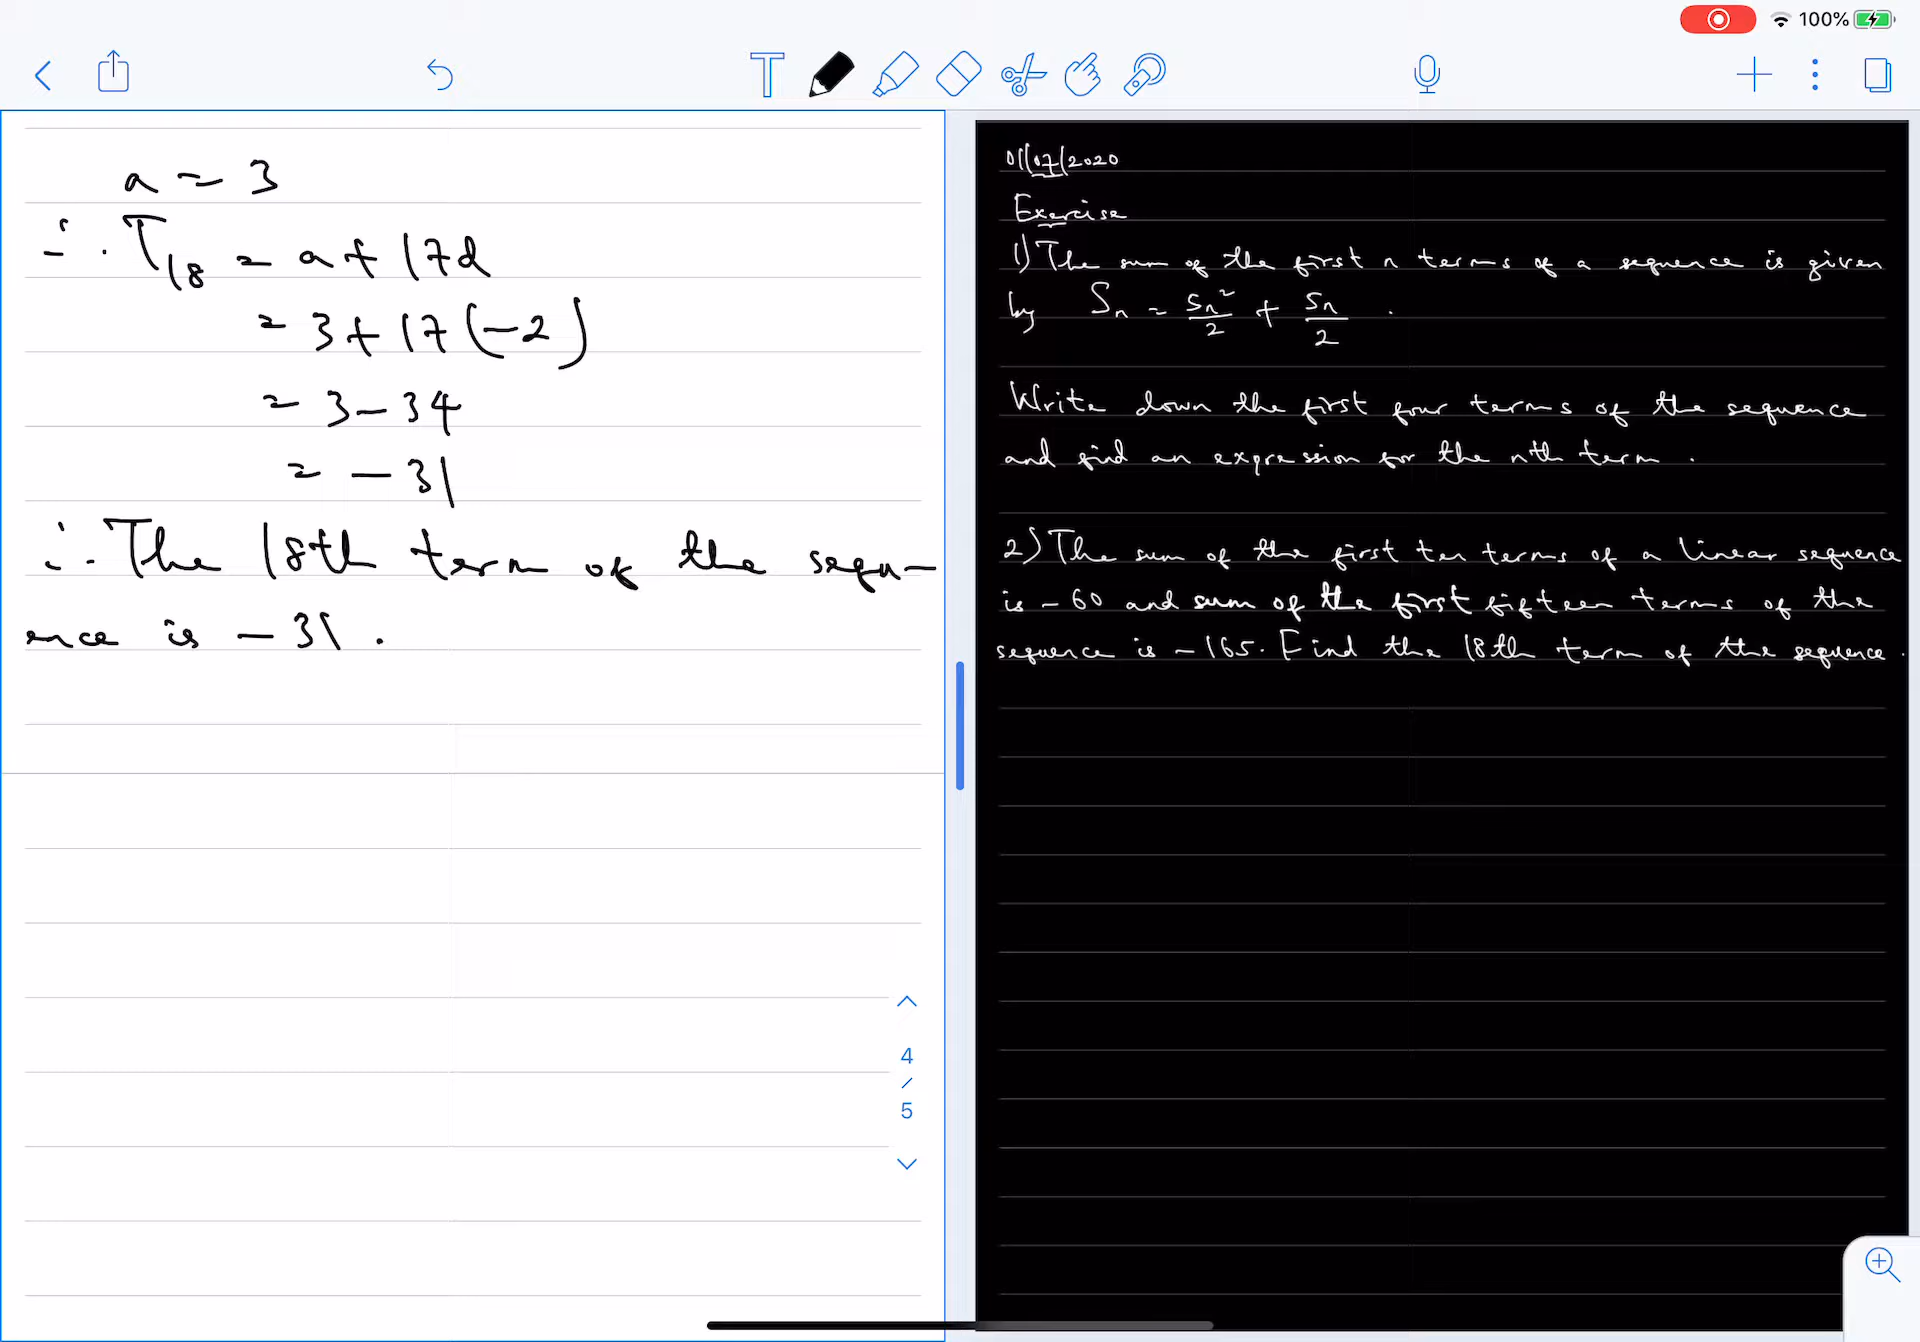 100%
a = 3
∴ T18 = a + 17d
= 3 + 17(-2)
= 3 - 34
= - 31
∴ The 18th term of the sequ-
ence is - 31.
4
/
5
01/07/2020
Exercise
1) The sum of the first n terms of a sequence is given
by Sn = 5n²/2 + 5n/2 .
Write down the first four terms of the sequence
and find an expression for the nth term .
2) The sum of the first ten terms of a linear sequence
is - 60 and sum of the first fifteen terms of the
sequence is - 165. Find the 18th term of the sequence .